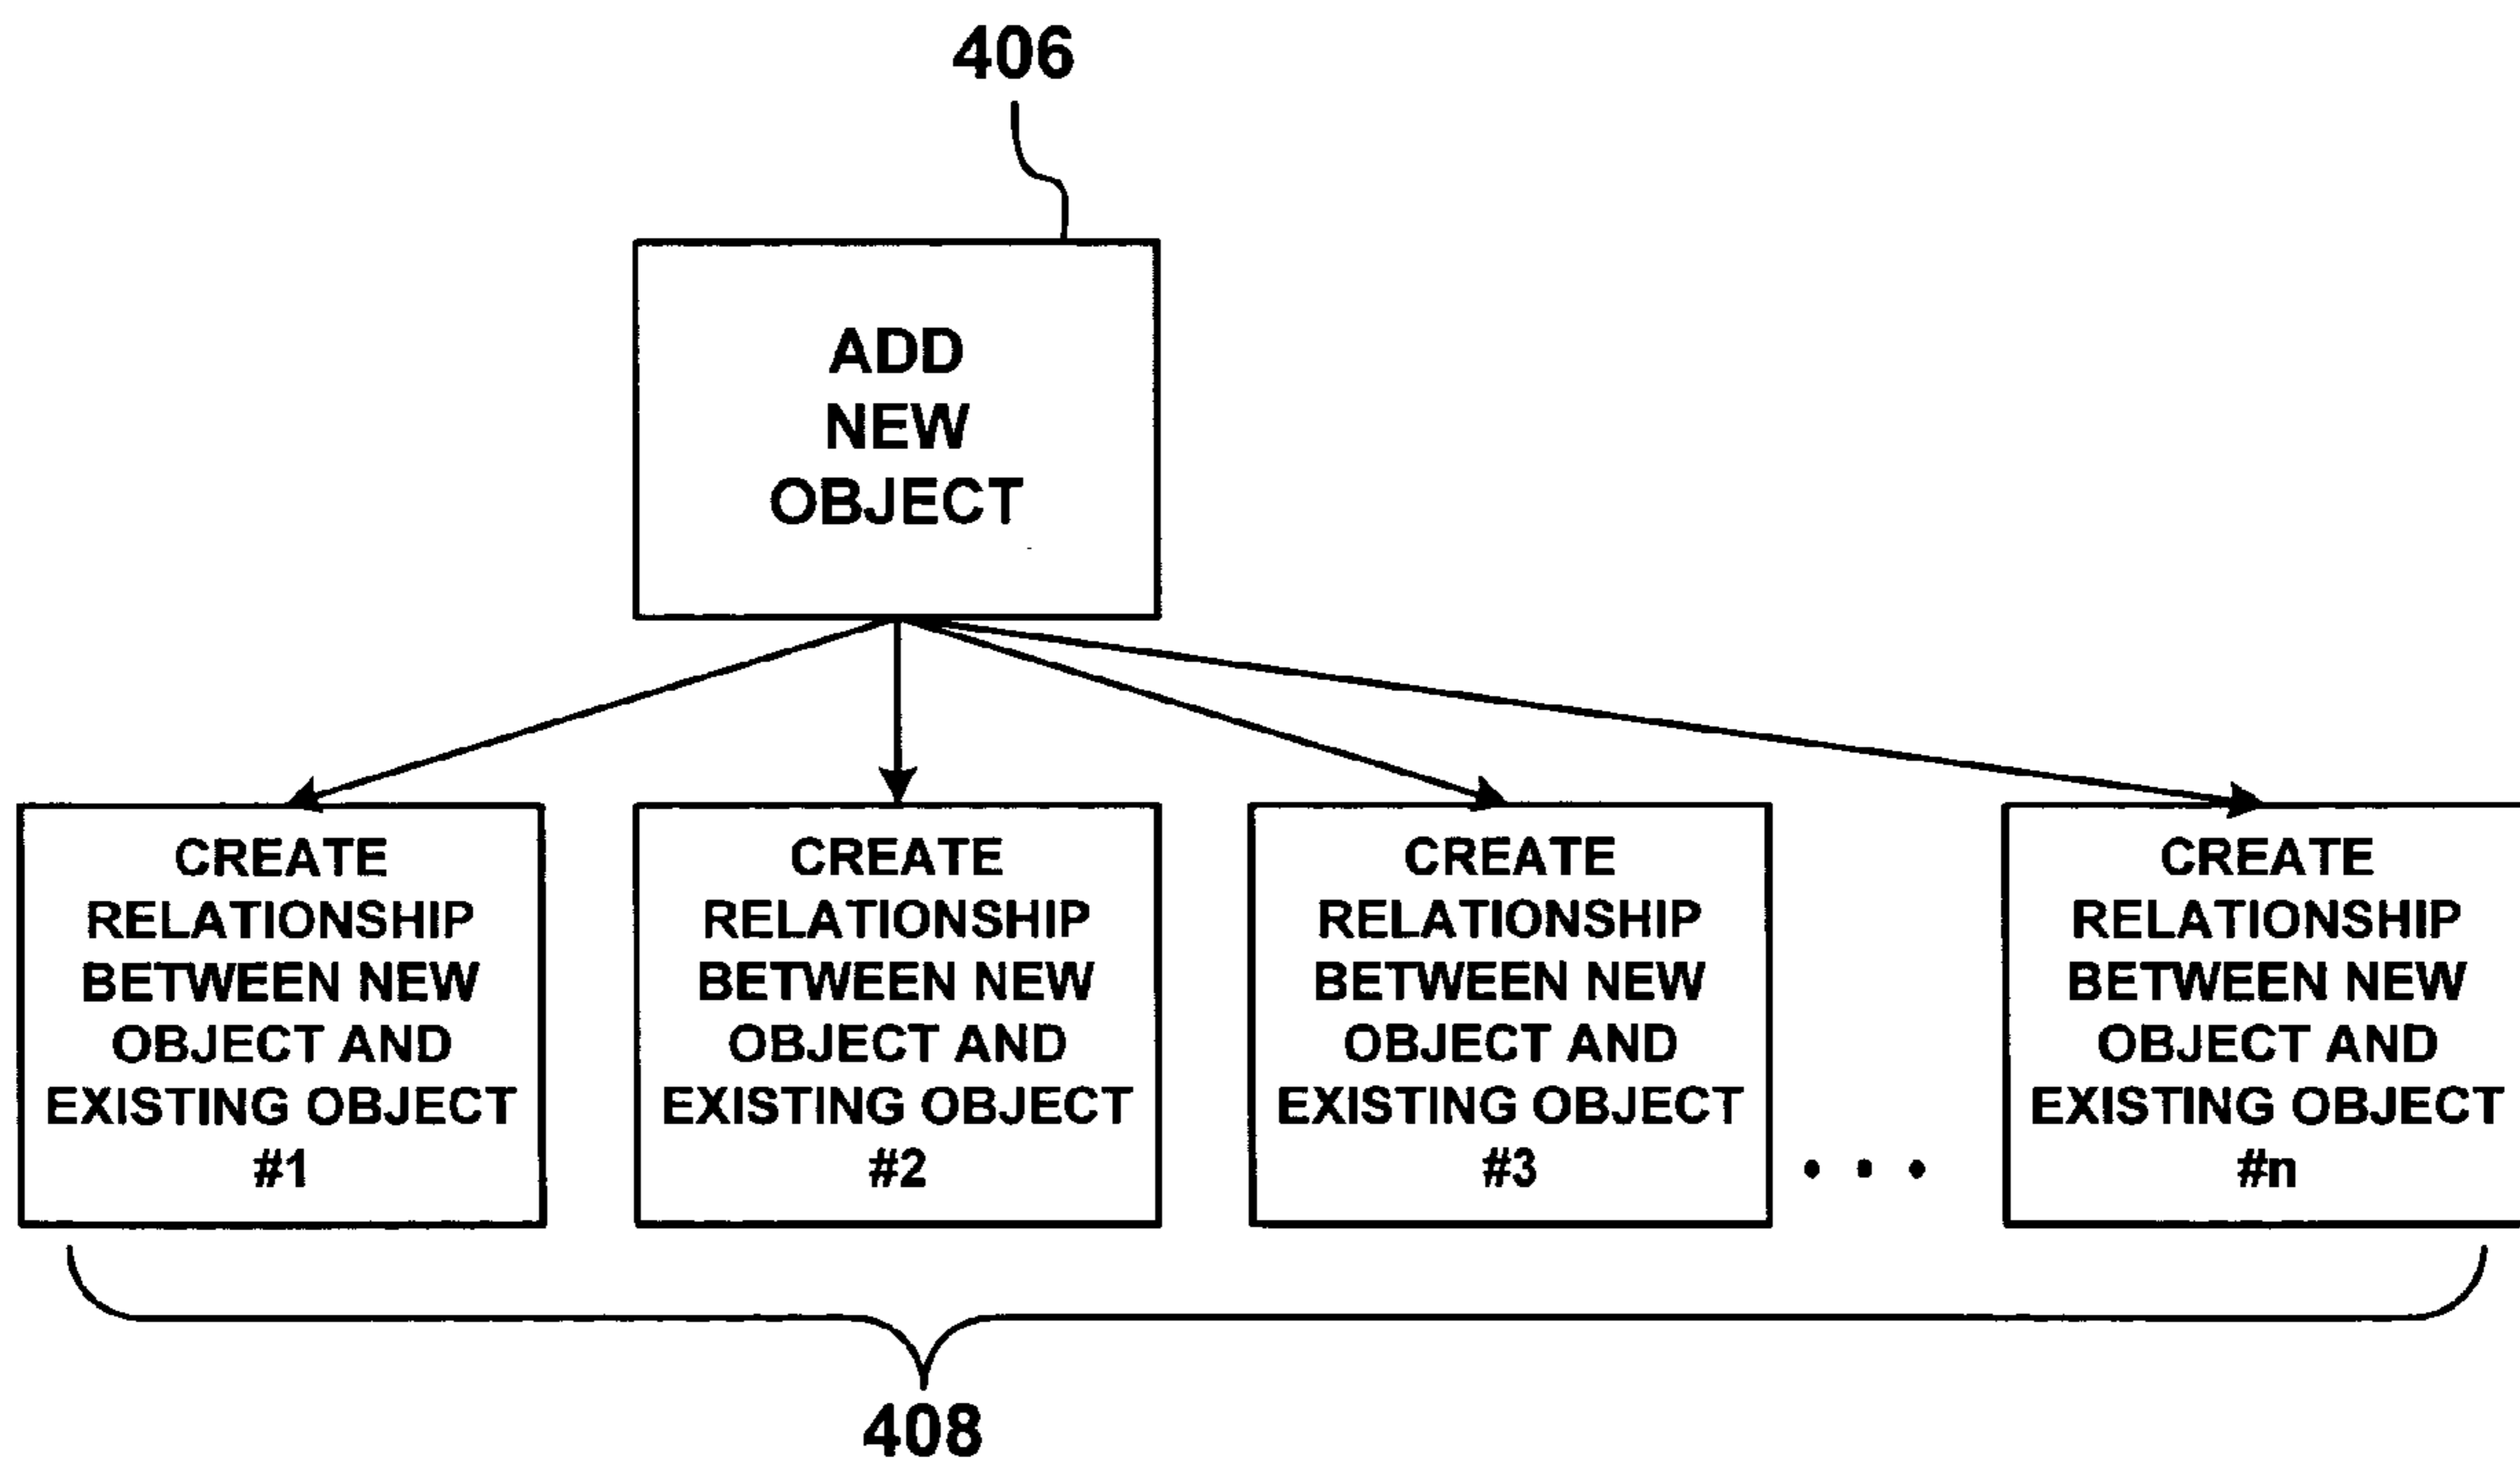 406
ADD
NEW
OBJECT
CREATE
RELATIONSHIP
BETWEEN NEW
OBJECT AND
EXISTING OBJECT
#1
CREATE
RELATIONSHIP
BETWEEN NEW
OBJECT AND
EXISTING OBJECT
#2
CREATE
RELATIONSHIP
BETWEEN NEW
OBJECT AND
EXISTING OBJECT
#3
• • •
CREATE
RELATIONSHIP
BETWEEN NEW
OBJECT AND
EXISTING OBJECT
#n
408